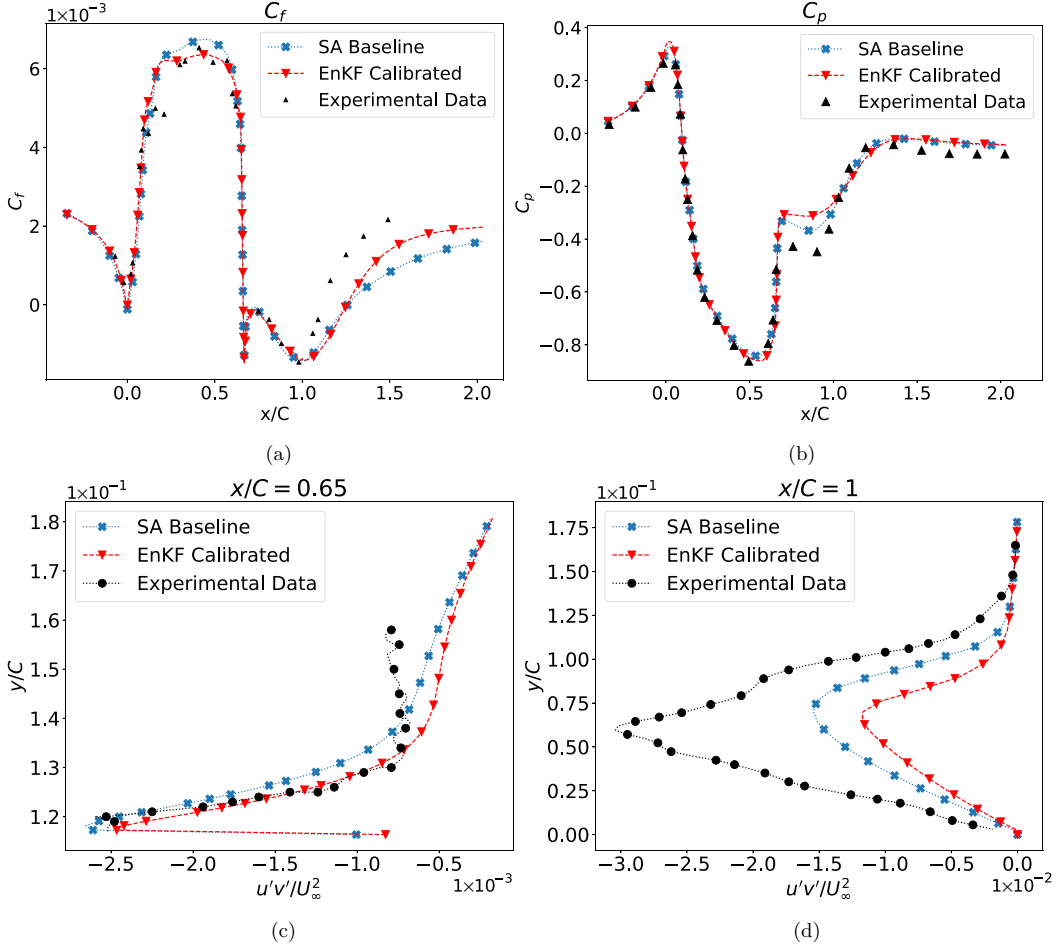 1×10⁻³ C_f
C_f
6
4
2
0
SA Baseline
EnKF Calibrated
Experimental Data
0.0 0.5 1.0 1.5 2.0
x/C
(a)
C_p
C_p
0.4
0.2
0.0
−0.2
−0.4
−0.6
−0.8
SA Baseline
EnKF Calibrated
Experimental Data
0.0 0.5 1.0 1.5 2.0
x/C
(b)
1×10⁻¹ x/C = 0.65
y/C
1.8
1.7
1.6
1.5
1.4
1.3
1.2
SA Baseline
EnKF Calibrated
Experimental Data
−2.5 −2.0 −1.5 −1.0 −0.5
u'v'/U²∞ 1×10⁻³
(c)
1×10⁻¹ x/C = 1
y/C
1.75
1.50
1.25
1.00
0.75
0.50
0.25
0.00
SA Baseline
EnKF Calibrated
Experimental Data
−3.0 −2.5 −2.0 −1.5 −1.0 −0.5 0.0
u'v'/U²∞ 1×10⁻²
(d)